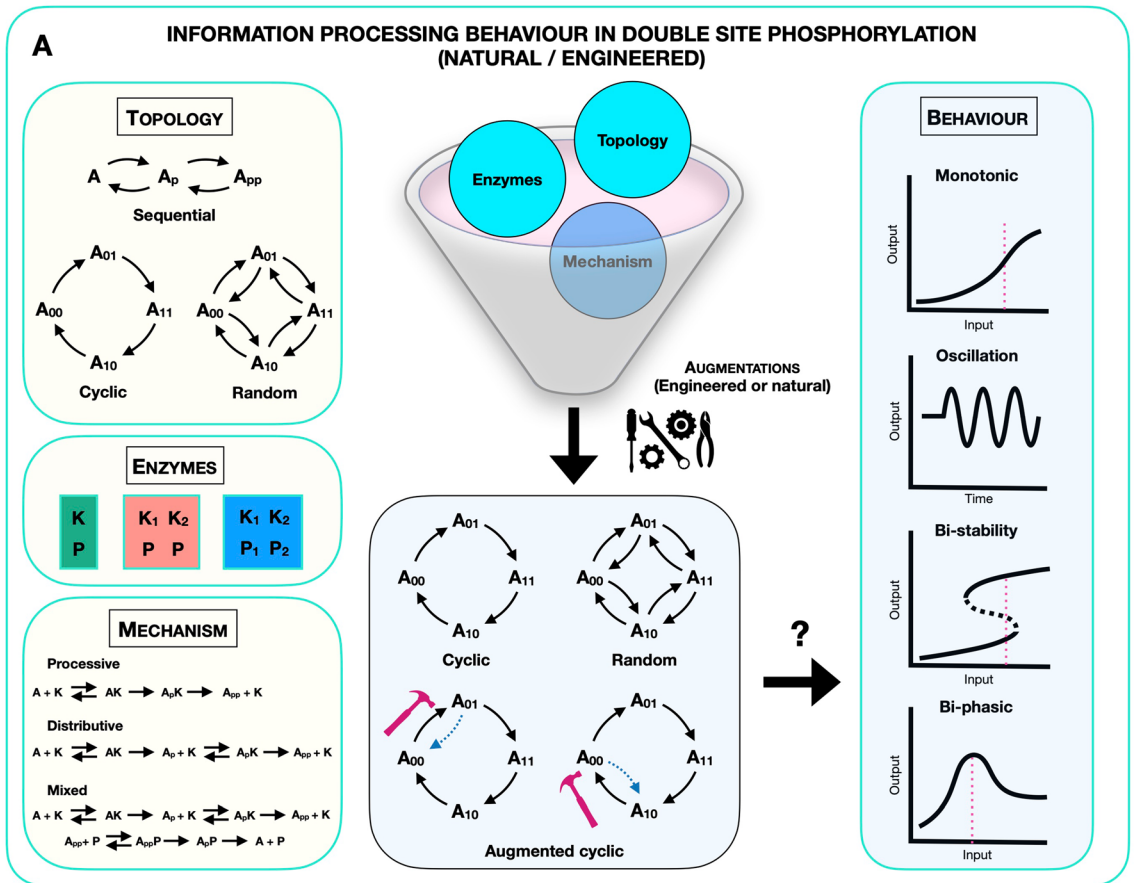 A
INFORMATION PROCESSING BEHAVIOUR IN DOUBLE SITE PHOSPHORYLATION
(NATURAL / ENGINEERED)
TOPOLOGY
A Ap App
Sequential
A01
A00 A11
A10
Cyclic
A01
A00 A11
A10
Random
ENZYMES
K
P
K1 K2
P P
K1 K2
P1 P2
MECHANISM
Processive
A + K AK ApK App + K
Distributive
A + K AK Ap + K ApK App + K
Mixed
A + K AK Ap + K ApK App + K
App + P AppP ApP A + P
Enzymes
Topology
Mechanism
AUGMENTATIONS
(Engineered or natural)
A01
A00 A11
A10
Cyclic
A01
A00 A11
A10
Random
A01
A00 A11
A10
A01
A00 A11
A10
Augmented cyclic
?
BEHAVIOUR
Monotonic
Output
Input
Oscillation
Output
Time
Bi-stability
Output
Input
Bi-phasic
Output
Input